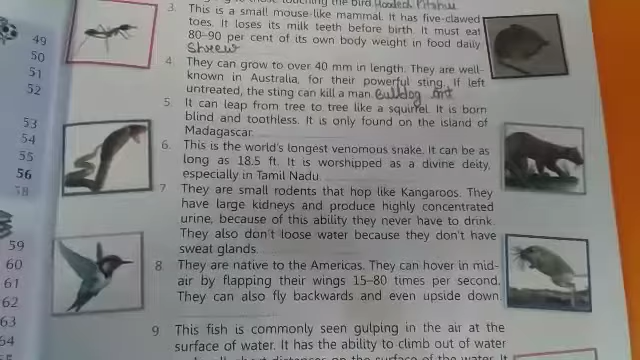 those touching the bird Hooded Pitohui
3. This is a small mouse-like mammal. It has five-clawed
toes. It loses its milk teeth before birth. It must eat
80–90 per cent of its own body weight in food daily
Shrew
4. They can grow to over 40 mm in length. They are well-
known in Australia, for their powerful sting. If left
untreated, the sting can kill a man. Bulldog Ant
5. It can leap from tree to tree like a squirrel. It is born
blind and toothless. It is only found on the island of
Madagascar.
6. This is the world's longest venomous snake. It can be as
long as 18.5 ft. It is worshipped as a divine deity,
especially in Tamil Nadu.
7 They are small rodents that hop like Kangaroos. They
have large kidneys and produce highly concentrated
urine, because of this ability they never have to drink.
They also don't loose water because they don't have
sweat glands.
8 They are native to the Americas. They can hover in mid-
air by flapping their wings 15–80 times per second.
They can also fly backwards and even upside down
9 This fish is commonly seen gulping in the air at the
surface of water. It has the ability to climb out of water
49
50
51
52
53
54
55
56
58
59
60
61
62
63
64